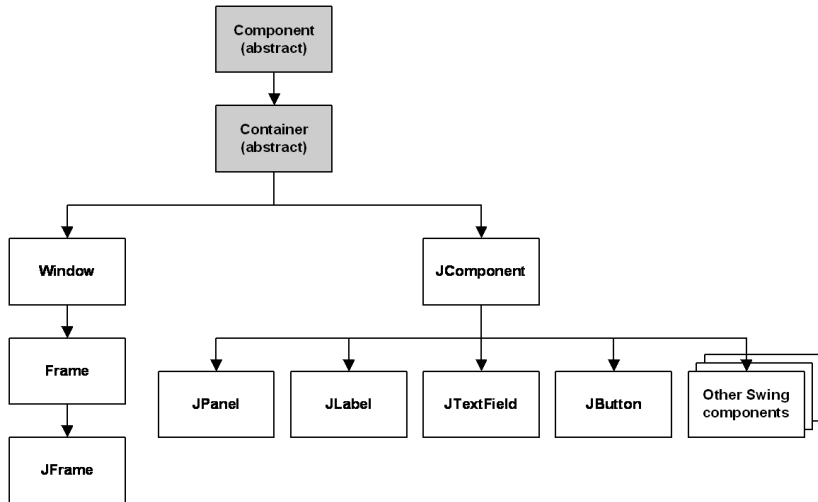 Component
(abstract)
Container
(abstract)
Window
JComponent
Frame
JPanel
JLabel
JTextField
JButton
Other Swing
components
JFrame